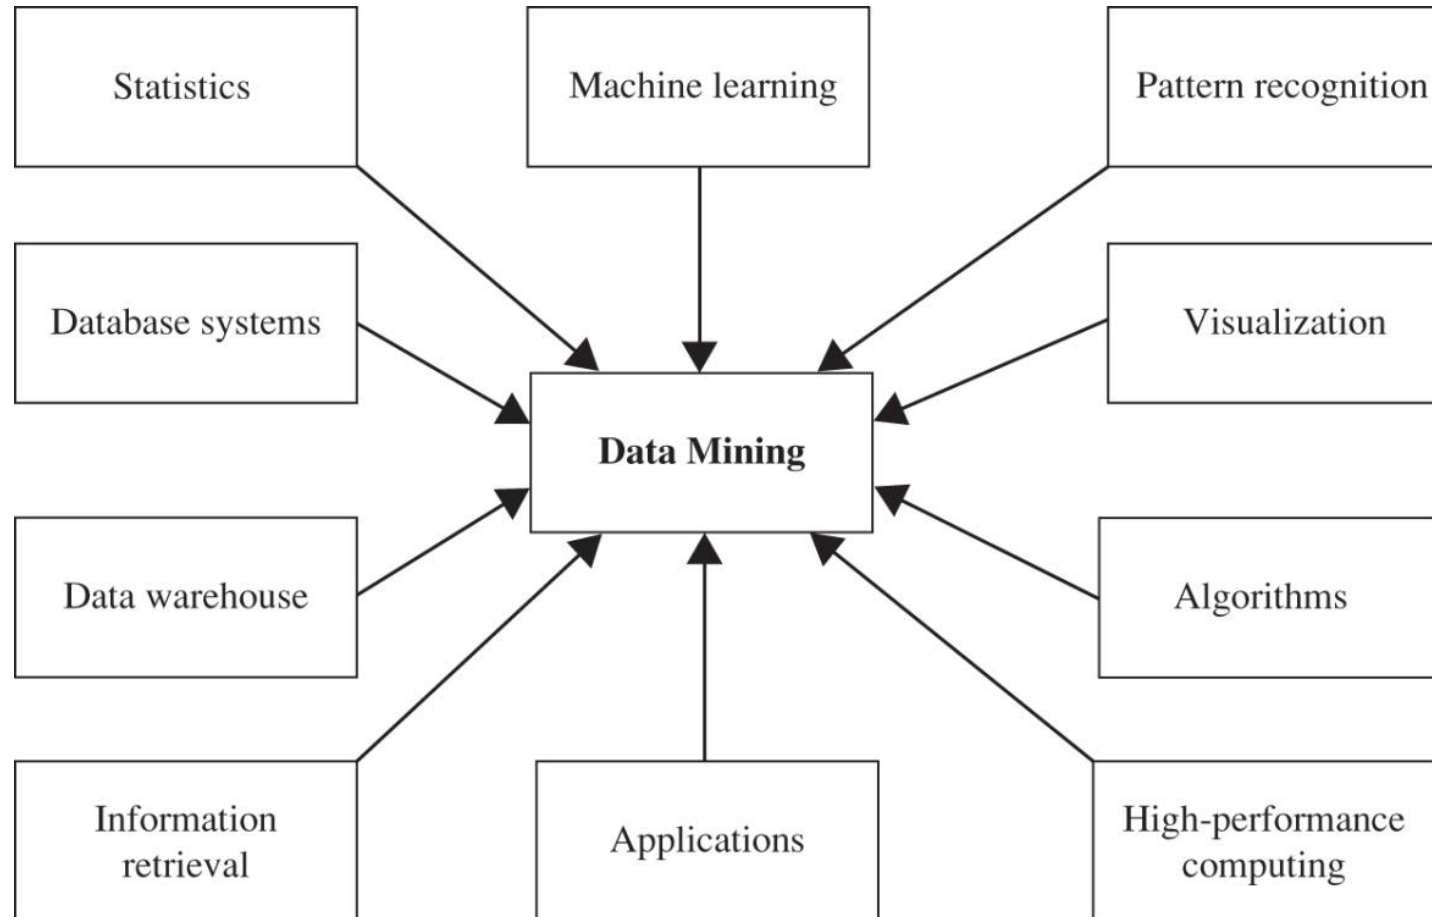 Statistics
Machine learning
Pattern recognition
Database systems
Visualization
Data Mining
Data warehouse
Algorithms
Information
retrieval
Applications
High-performance
computing